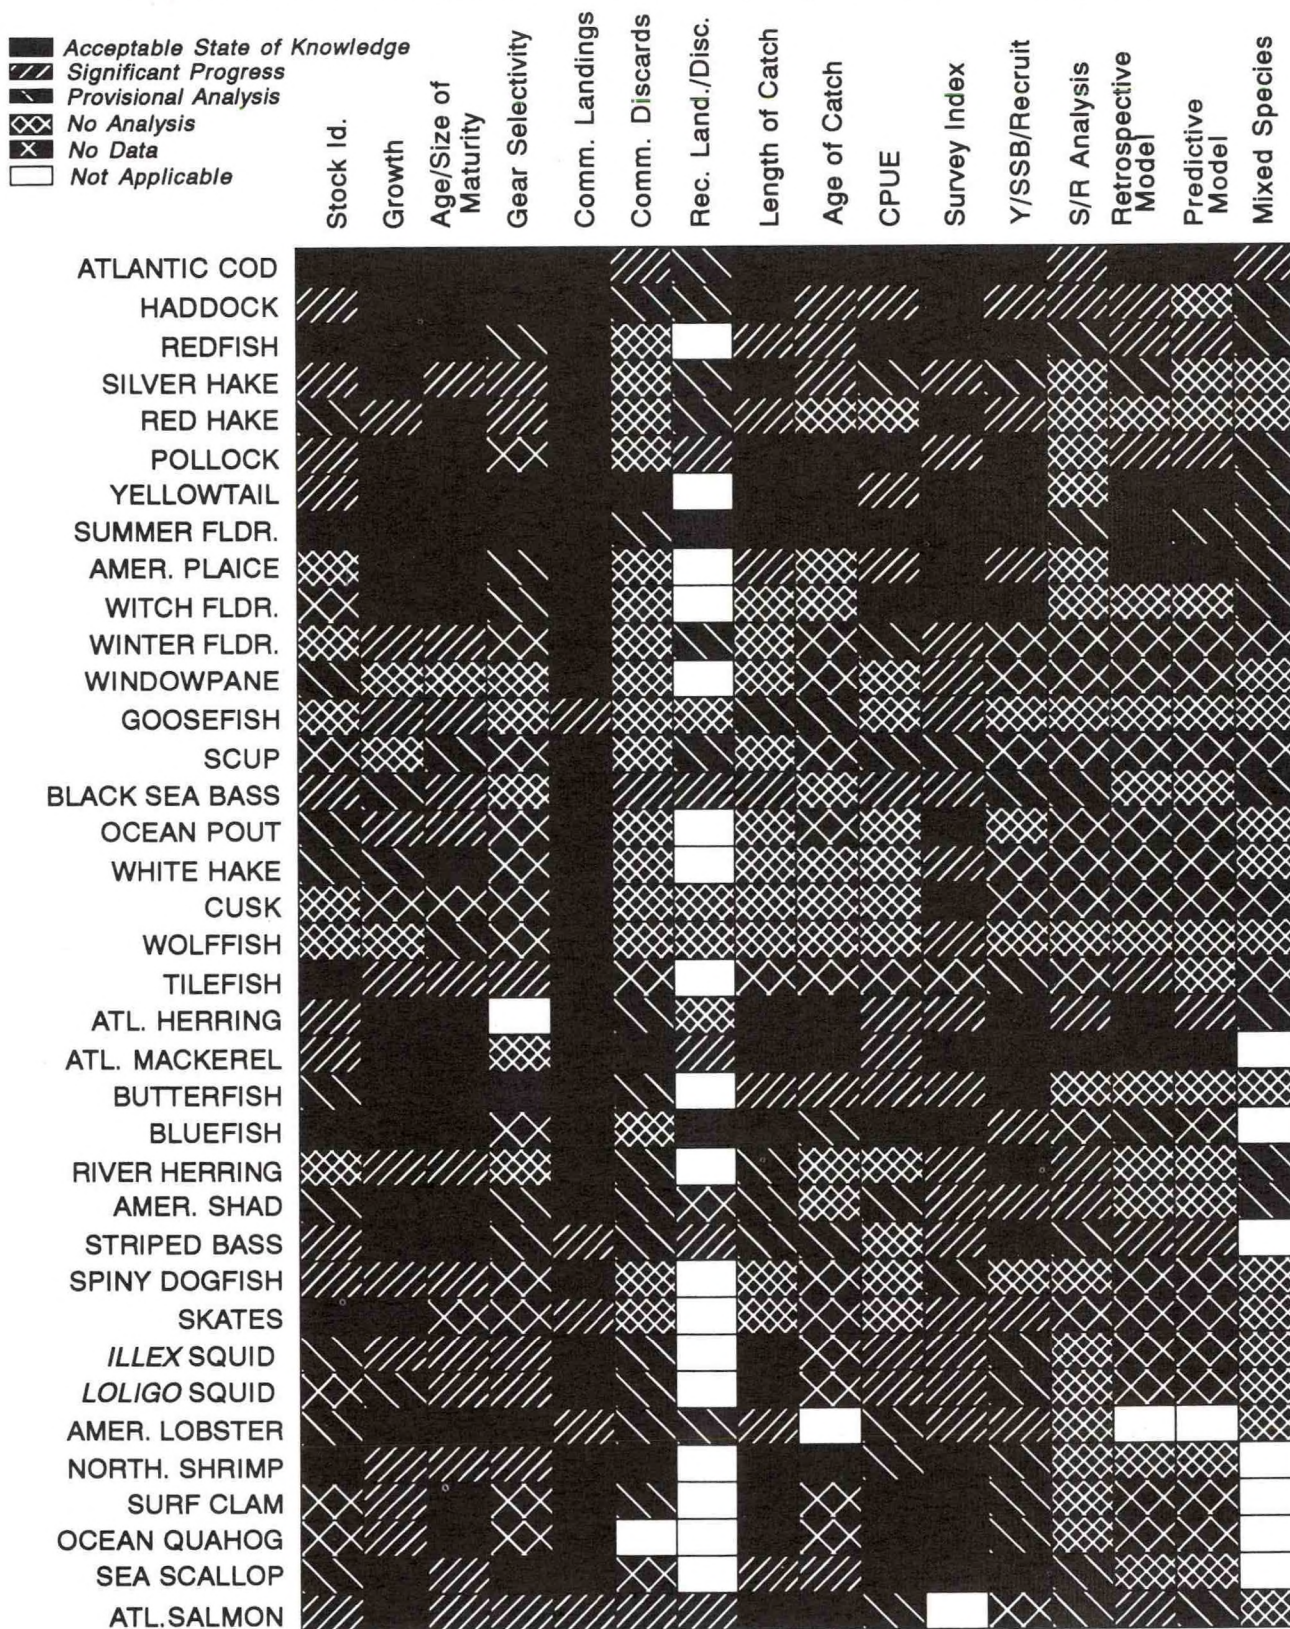 Acceptable State of Knowledge
Significant Progress
Provisional Analysis
No Analysis
No Data
Not Applicable
Stock Id.
Growth
Age/Size of
Maturity
Gear Selectivity
Comm. Landings
Comm. Discards
Rec. Land./Disc.
Length of Catch
Age of Catch
CPUE
Survey Index
Y/SSB/Recruit
S/R Analysis
Retrospective
Model
Predictive
Model
Mixed Species
ATLANTIC COD
HADDOCK
REDFISH
SILVER HAKE
RED HAKE
POLLOCK
YELLOWTAIL
SUMMER FLDR.
AMER. PLAICE
WITCH FLDR.
WINTER FLDR.
WINDOWPANE
GOOSEFISH
SCUP
BLACK SEA BASS
OCEAN POUT
WHITE HAKE
CUSK
WOLFFISH
TILEFISH
ATL. HERRING
ATL. MACKEREL
BUTTERFISH
BLUEFISH
RIVER HERRING
AMER. SHAD
STRIPED BASS
SPINY DOGFISH
SKATES
ILLEX SQUID
LOLIGO SQUID
AMER. LOBSTER
NORTH. SHRIMP
SURF CLAM
OCEAN QUAHOG
SEA SCALLOP
ATL.SALMON